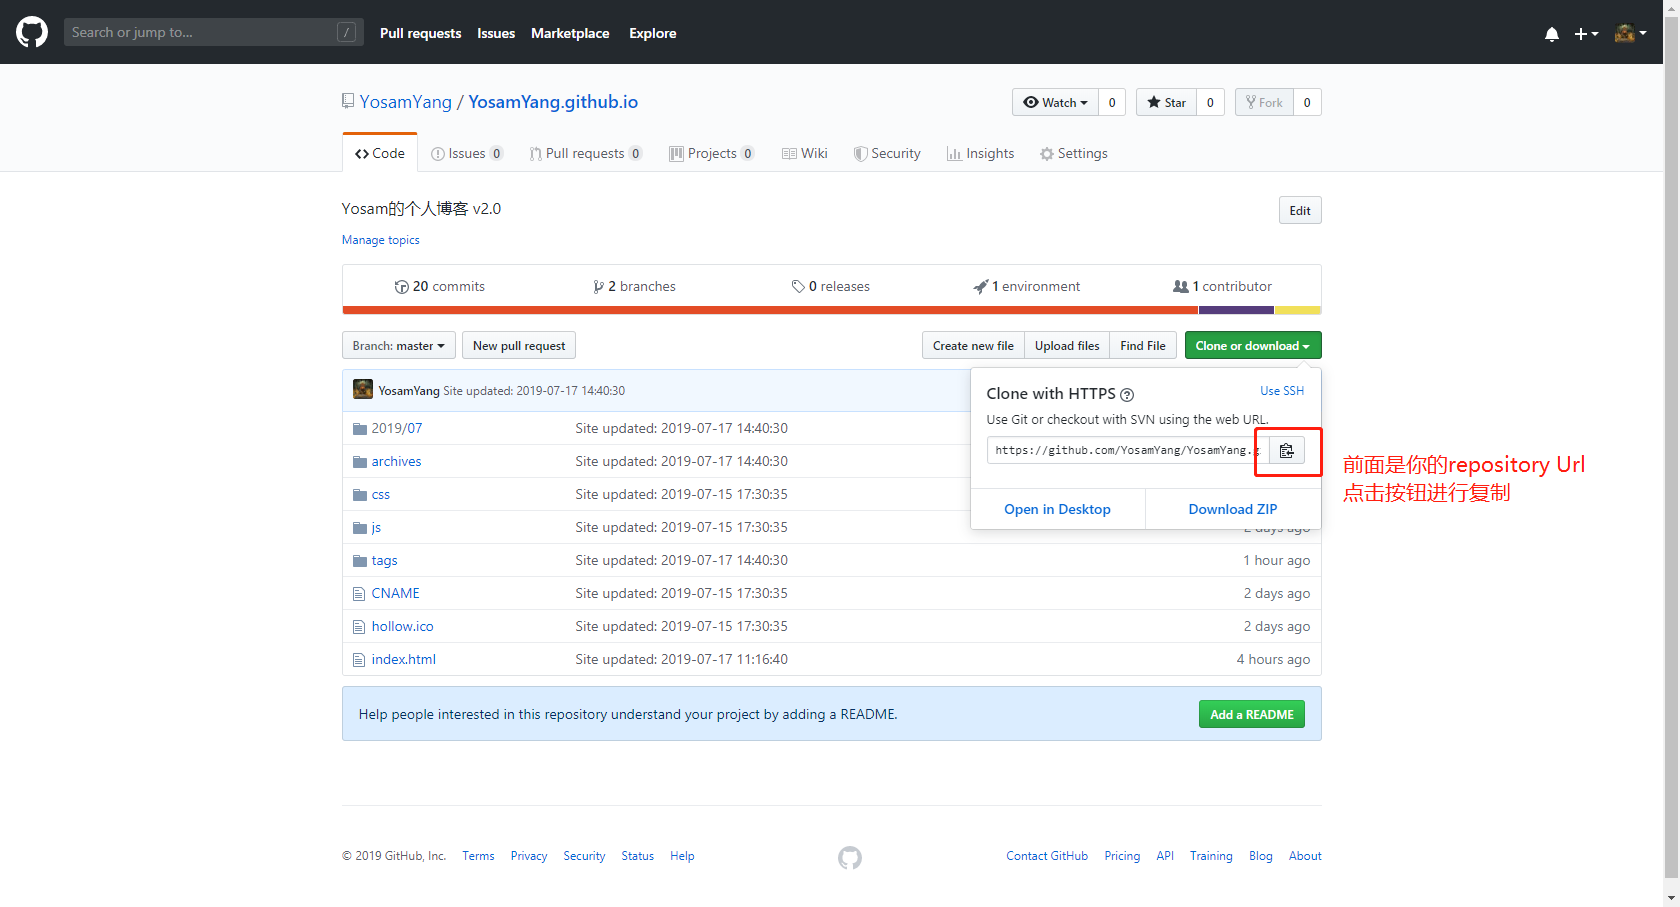 Search or jump to... /
Pull requests Issues Marketplace Explore
YosamYang / YosamYang.github.io
Watch 0 Star 0 Fork 0
Code Issues 0 Pull requests 0 Projects 0 Wiki Security Insights Settings
Yosam的个人博客 v2.0
Edit
Manage topics
20 commits 2 branches 0 releases 1 environment 1 contributor
Branch: master New pull request Create new file Upload files Find File Clone or download
YosamYang Site updated: 2019-07-17 14:40:30
Clone with HTTPS ? Use SSH
Use Git or checkout with SVN using the web URL.
https://github.com/YosamYang/YosamYang.g
Open in Desktop Download ZIP
前面是你的repository Url
点击按钮进行复制
2019/07 Site updated: 2019-07-17 14:40:30
archives Site updated: 2019-07-17 14:40:30
css Site updated: 2019-07-15 17:30:35
js Site updated: 2019-07-15 17:30:35 2 days ago
tags Site updated: 2019-07-17 14:40:30 1 hour ago
CNAME Site updated: 2019-07-15 17:30:35 2 days ago
hollow.ico Site updated: 2019-07-15 17:30:35 2 days ago
index.html Site updated: 2019-07-17 11:16:40 4 hours ago
Help people interested in this repository understand your project by adding a README. Add a README
© 2019 GitHub, Inc. Terms Privacy Security Status Help Contact GitHub Pricing API Training Blog About